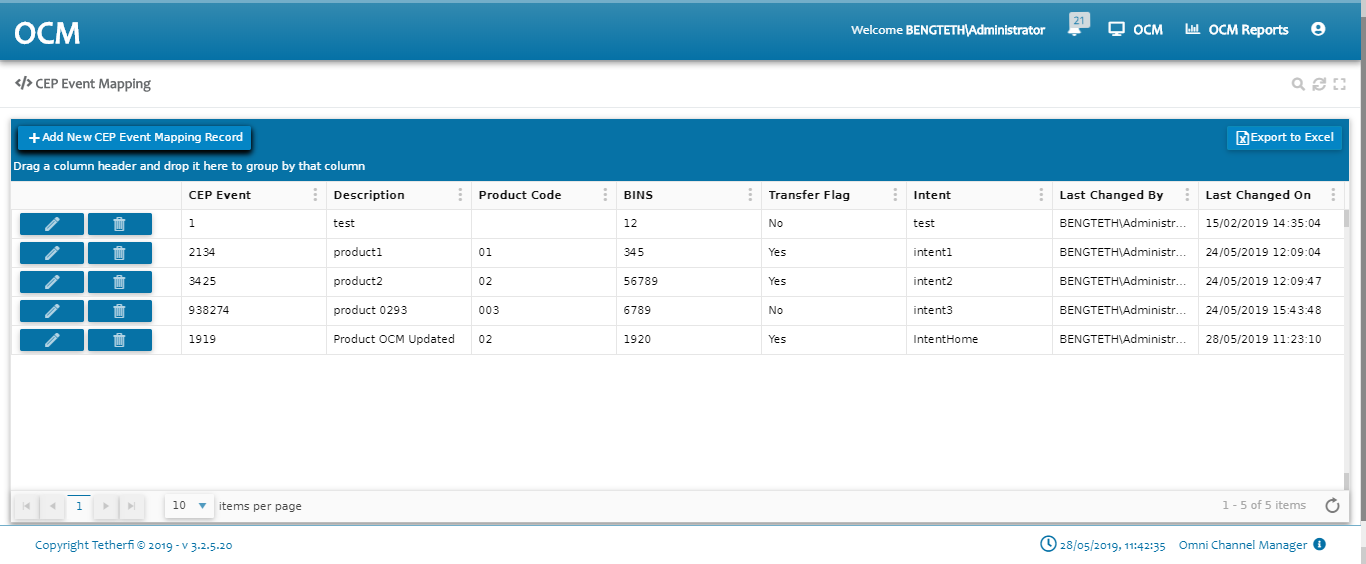 OCM
Welcome BENGTETH\Administrator 21 OCM OCM Reports
</> CEP Event Mapping
+ Add New CEP Event Mapping Record Export to Excel
Drag a column header and drop it here to group by that column
CEP Event Description Product Code BINS Transfer Flag Intent Last Changed By Last Changed On
1 test 12 No test BENGTETH\Administr... 15/02/2019 14:35:04
2134 product1 01 345 Yes intent1 BENGTETH\Administr... 24/05/2019 12:09:04
3425 product2 02 56789 Yes intent2 BENGTETH\Administr... 24/05/2019 12:09:47
938274 product 0293 003 6789 No intent3 BENGTETH\Administr... 24/05/2019 15:43:48
1919 Product OCM Updated 02 1920 Yes IntentHome BENGTETH\Administr... 28/05/2019 11:23:10
1 10 items per page 1 - 5 of 5 items
Copyright Tetherfi © 2019 - v 3.2.5.20 28/05/2019, 11:42:35 Omni Channel Manager